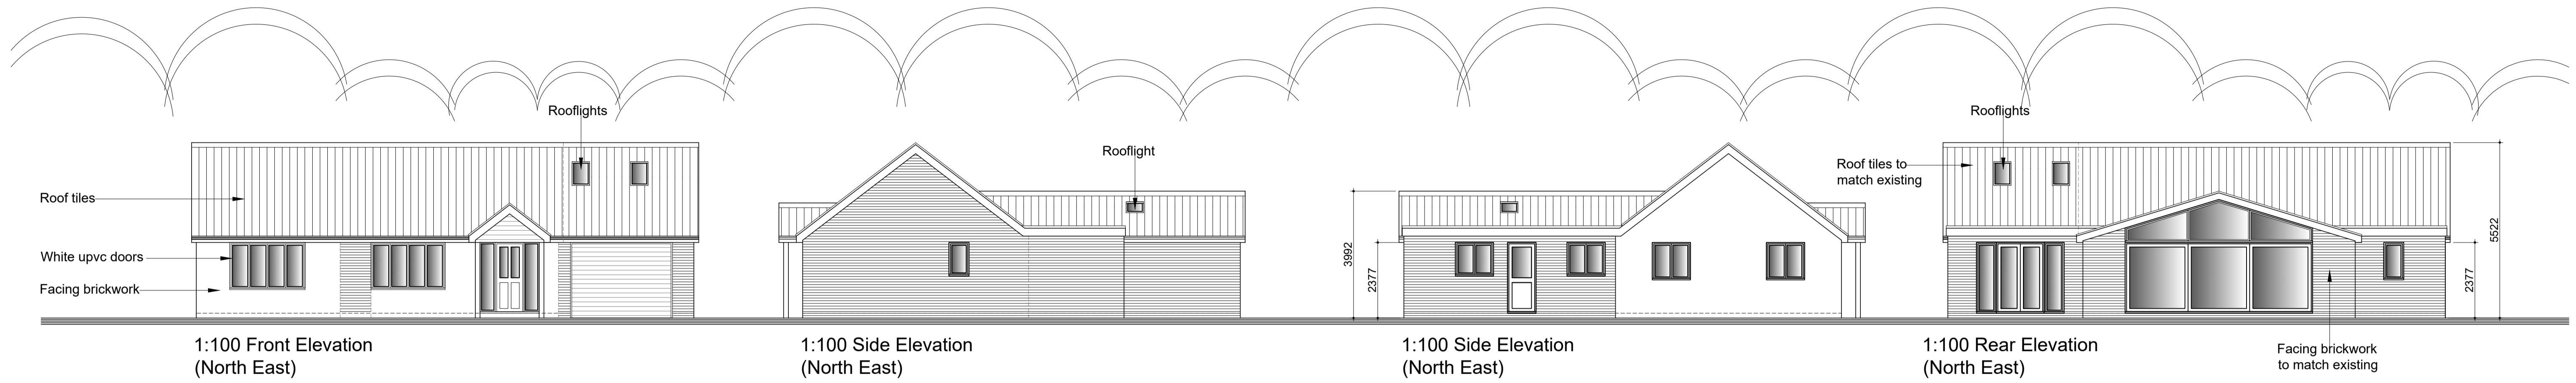 Rooflights
Roof tiles
White upvc doors
Facing brickwork
1:100 Front Elevation
(North East)
Rooflight
1:100 Side Elevation
(North East)
3992
2377
1:100 Side Elevation
(North East)
Rooflights
Roof tiles to
match existing
5522
2377
1:100 Rear Elevation
(North East)
Facing brickwork
to match existing